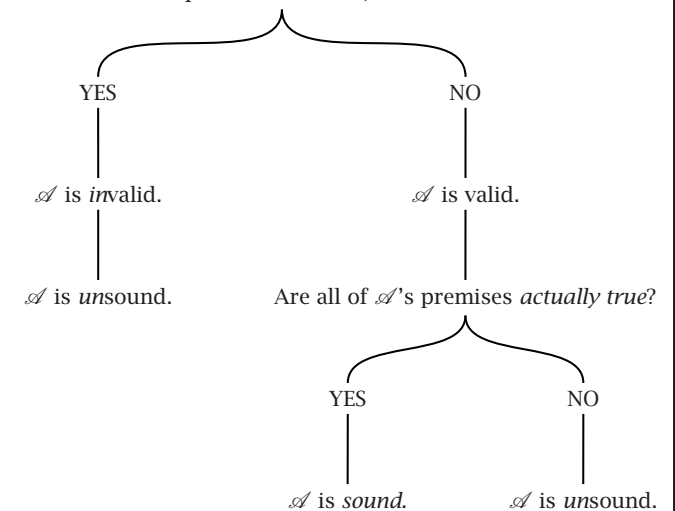 YES NO
𝒜 is invalid. 𝒜 is valid.
𝒜 is unsound. Are all of 𝒜’s premises actually true?
YES NO
𝒜 is sound. 𝒜 is unsound.